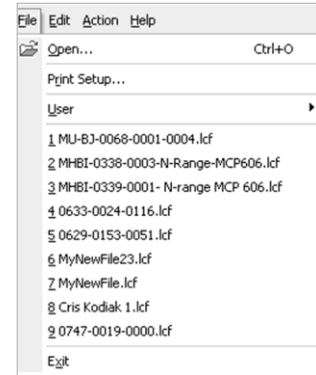 File Edit Action Help
Open... Ctrl+O
Print Setup...
User
1 MU-BJ-0068-0001-0004.lcf
2 MHBI-0338-0003-N-Range-MCP606.lcf
3 MHBI-0339-0001- N-range MCP 606.lcf
4 0633-0024-0116.lcf
5 0629-0153-0051.lcf
6 MyNewFile23.lcf
7 MyNewFile.lcf
8 Cris Kodiak 1.lcf
9 0747-0019-0000.lcf
Exit